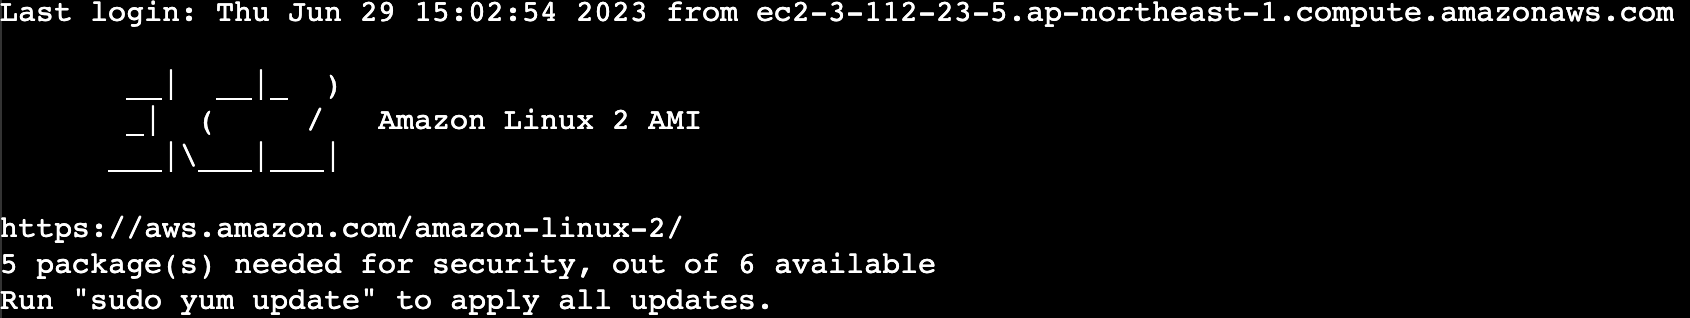 Last login: Thu Jun 29 15:02:54 2023 from ec2-3-112-23-5.ap-northeast-1.compute.amazonaws.com

       __|  __|_  )
       _|  (     /   Amazon Linux 2 AMI
      ___|\___|___|

https://aws.amazon.com/amazon-linux-2/
5 package(s) needed for security, out of 6 available
Run "sudo yum update" to apply all updates.